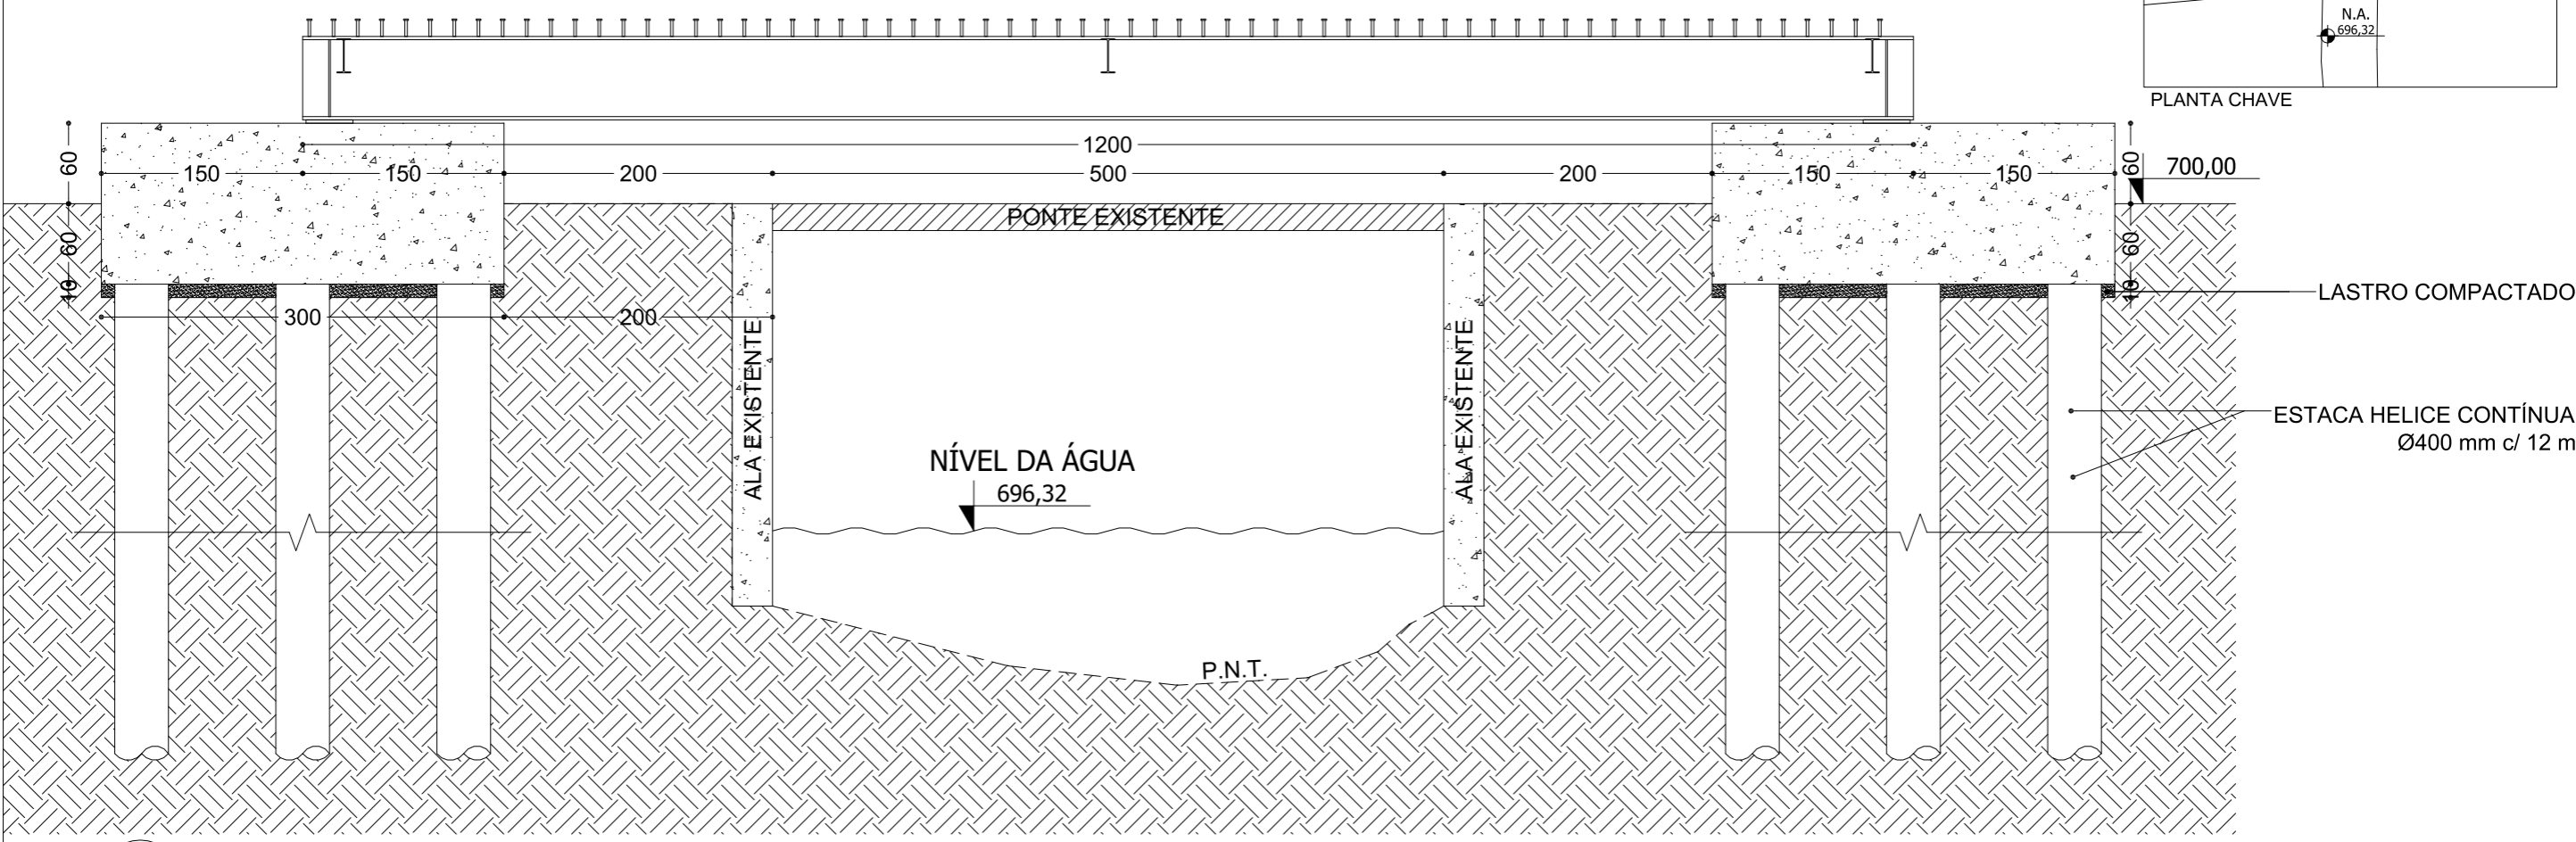 N.A.
696,32
PLANTA CHAVE
1200
60
150
150
200
500
200
150
150
60
700,00
PONTE EXISTENTE
60
60
10
10
LASTRO COMPACTADO
300
200
ALA EXISTENTE
ALA EXISTENTE
ESTACA HELICE CONTÍNUA
Ø400 mm c/ 12 m
NÍVEL DA ÁGUA
696,32
P.N.T.